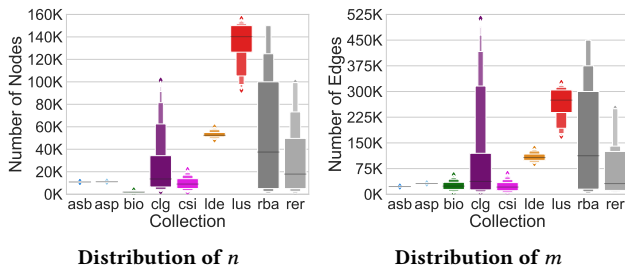 160K
140K
120K
100K
80K
60K
40K
20K
0K
Number of Nodes
asb asp bio clg csi lde lus rba rer
Collection
Distribution of n
525K
450K
375K
300K
225K
150K
75K
0K
Number of Edges
asb asp bio clg csi lde lus rba rer
Collection
Distribution of m